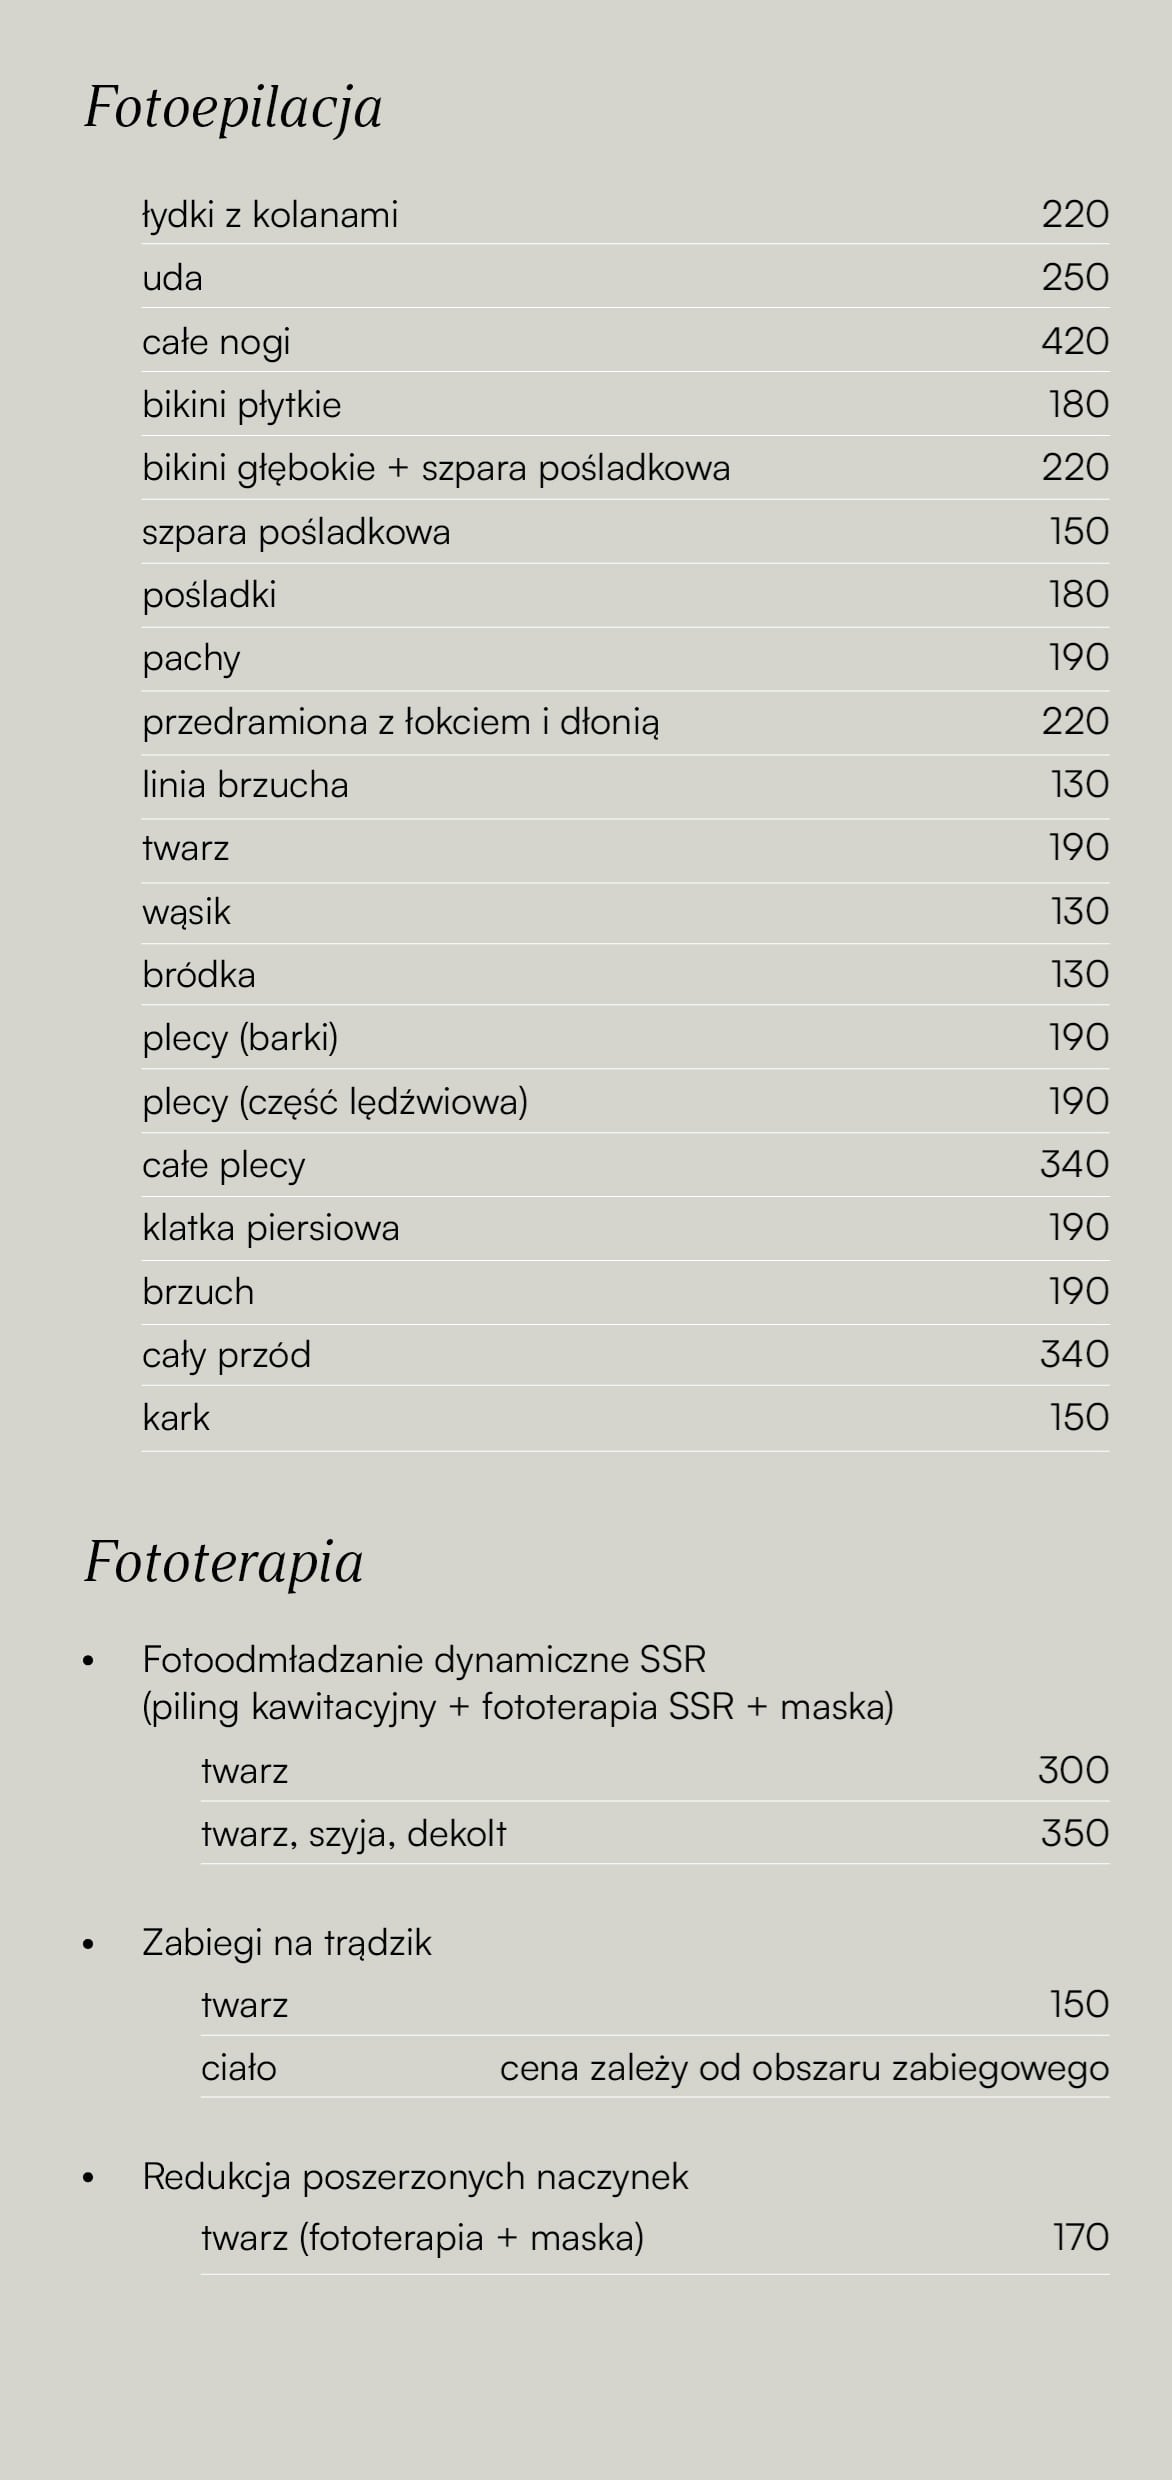 Fotoepilacja
łydki z kolanami 220
uda 250
całe nogi 420
bikini płytkie 180
bikini głębokie + szpara pośladkowa 220
szpara pośladkowa 150
pośladki 180
pachy 190
przedramiona z łokciem i dłonią 220
linia brzucha 130
twarz 190
wąsik 130
bródka 130
plecy (barki) 190
plecy (część lędźwiowa) 190
całe plecy 340
klatka piersiowa 190
brzuch 190
cały przód 340
kark 150
Fototerapia
• Fotoodmładzanie dynamiczne SSR
(piling kawitacyjny + fototerapia SSR + maska)
twarz 300
twarz, szyja, dekolt 350
• Zabiegi na trądzik
twarz 150
ciało cena zależy od obszaru zabiegowego
• Redukcja poszerzonych naczynek
twarz (fototerapia + maska) 170